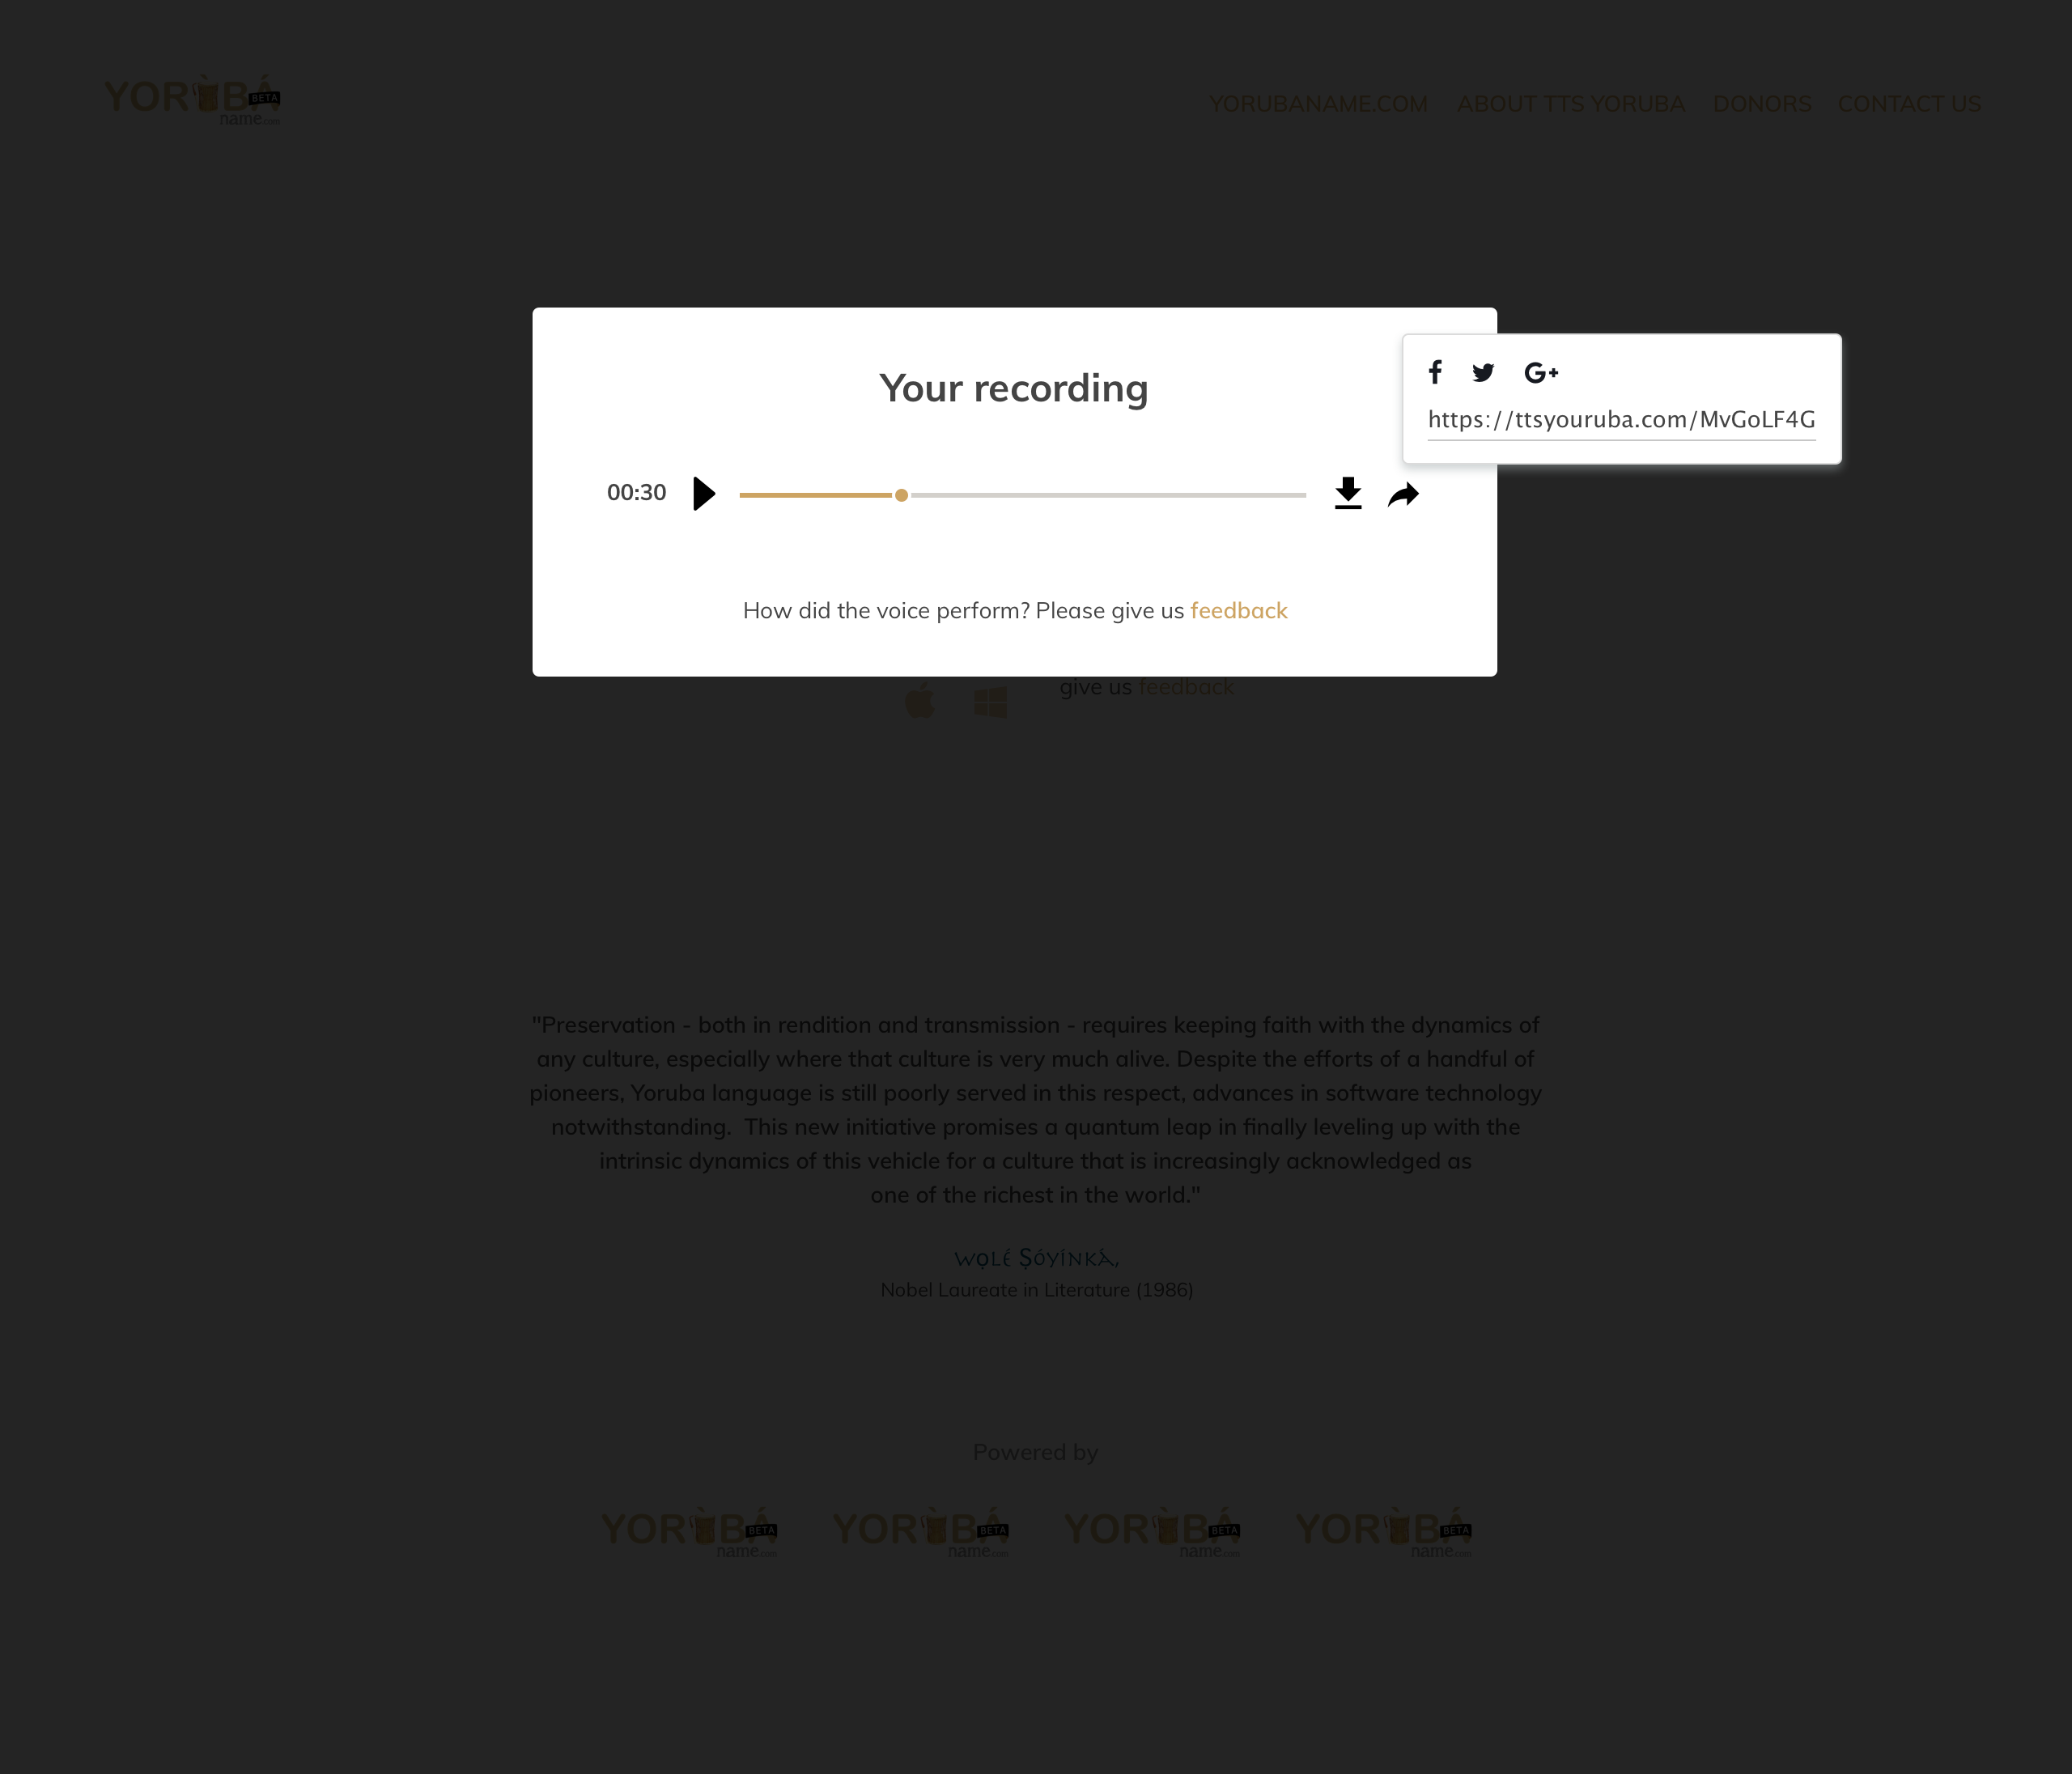 YORÙBÁ
BETA
name.com
YORUBANAME.COM ABOUT TTS YORUBA DONORS CONTACT US
Your recording
https://ttsyouruba.com/MvGoLF4G
00:30
How did the voice perform? Please give us feedback
give us feedback
"Preservation - both in rendition and transmission - requires keeping faith with the dynamics of
any culture, especially where that culture is very much alive. Despite the efforts of a handful of
pioneers, Yoruba language is still poorly served in this respect, advances in software technology
notwithstanding. This new initiative promises a quantum leap in finally leveling up with the
intrinsic dynamics of this vehicle for a culture that is increasingly acknowledged as
one of the richest in the world."
WỌLÉ ṢÓYÍNKÁ,
Nobel Laureate in Literature (1986)
Powered by
YORÙBÁ YORÙBÁ YORÙBÁ YORÙBÁ
BETA BETA BETA BETA
name.com name.com name.com name.com